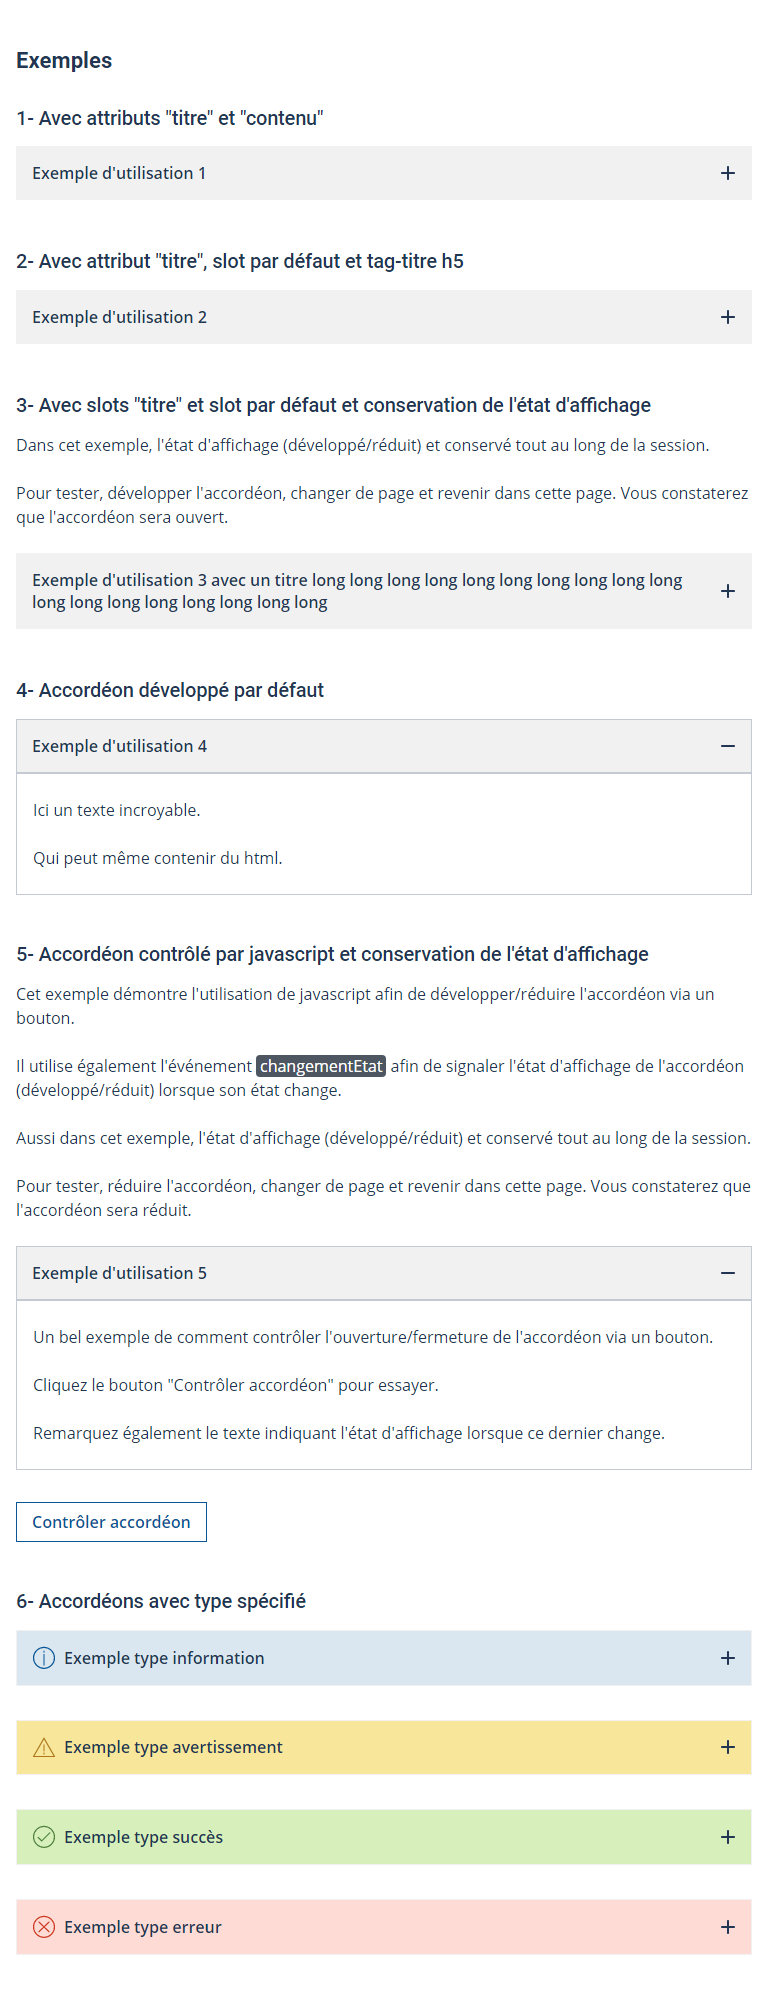 Exemples
1- Avec attributs "titre" et "contenu"
Exemple d'utilisation 1
2- Avec attribut "titre", slot par défaut et tag-titre h5
Exemple d'utilisation 2
3- Avec slots "titre" et slot par défaut et conservation de l'état d'affichage
Dans cet exemple, l'état d'affichage (développé/réduit) et conservé tout au long de la session.
Pour tester, développer l'accordéon, changer de page et revenir dans cette page. Vous constaterez
que l'accordéon sera ouvert.
Exemple d'utilisation 3 avec un titre long long long long long long long long long long
long long long long long long long long
4- Accordéon développé par défaut
Exemple d'utilisation 4
Ici un texte incroyable.
Qui peut même contenir du html.
5- Accordéon contrôlé par javascript et conservation de l'état d'affichage
Cet exemple démontre l'utilisation de javascript afin de développer/réduire l'accordéon via un
bouton.
Il utilise également l'événement changementEtat afin de signaler l'état d'affichage de l'accordéon
(développé/réduit) lorsque son état change.
Aussi dans cet exemple, l'état d'affichage (développé/réduit) et conservé tout au long de la session.
Pour tester, réduire l'accordéon, changer de page et revenir dans cette page. Vous constaterez que
l'accordéon sera réduit.
Exemple d'utilisation 5
Un bel exemple de comment contrôler l'ouverture/fermeture de l'accordéon via un bouton.
Cliquez le bouton "Contrôler accordéon" pour essayer.
Remarquez également le texte indiquant l'état d'affichage lorsque ce dernier change.
Contrôler accordéon
6- Accordéons avec type spécifié
Exemple type information
Exemple type avertissement
Exemple type succès
Exemple type erreur